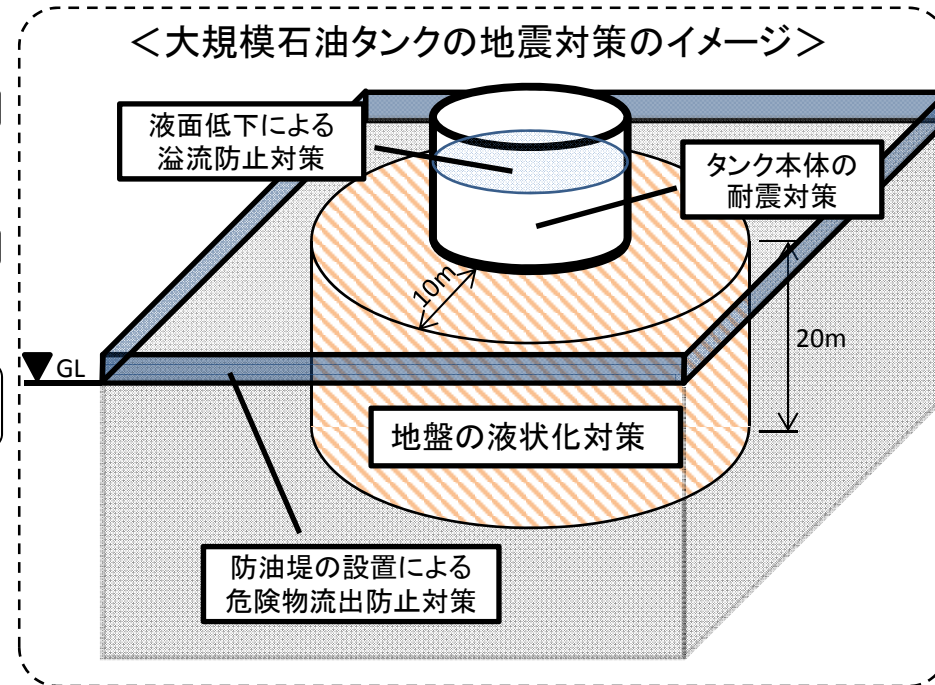 ＜大規模石油タンクの地震対策のイメージ＞
液面低下による
溢流防止対策
タンク本体の
耐震対策
10m
20m
GL
地盤の液状化対策
防油堤の設置による
危険物流出防止対策